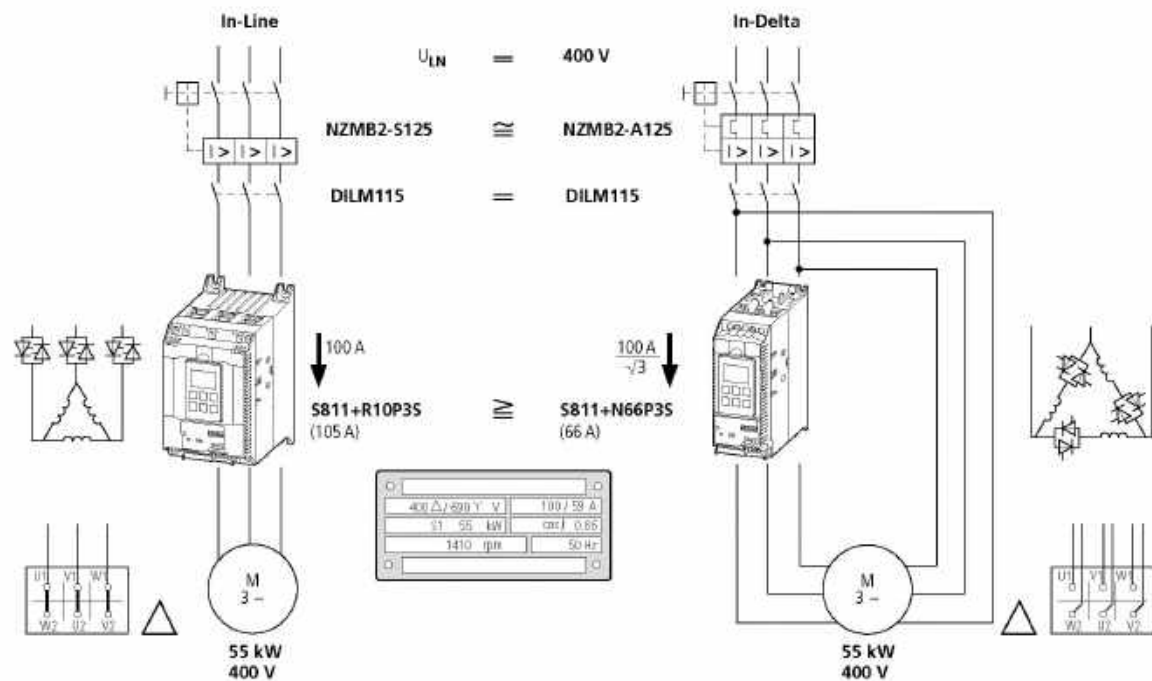 In-Line
In-Delta
U_LN = 400 V
NZMB2-S125 ≅ NZMB2-A125
I > I > I >
I > I > I >
DILM115 = DILM115
100 A
100 A
√3
S811+R10P3S ≧ S811+N66P3S
(105 A)
(66 A)
400 △ / 690 Y V
100 / 59 A
S1 55 kW
cos 0.86
1410 rpm
50 Hz
U1 V1 W1
W2 U2 V2
M
3 ~
55 kW
400 V
M
3 ~
55 kW
400 V
U1 V1 W1
W2 U2 V2